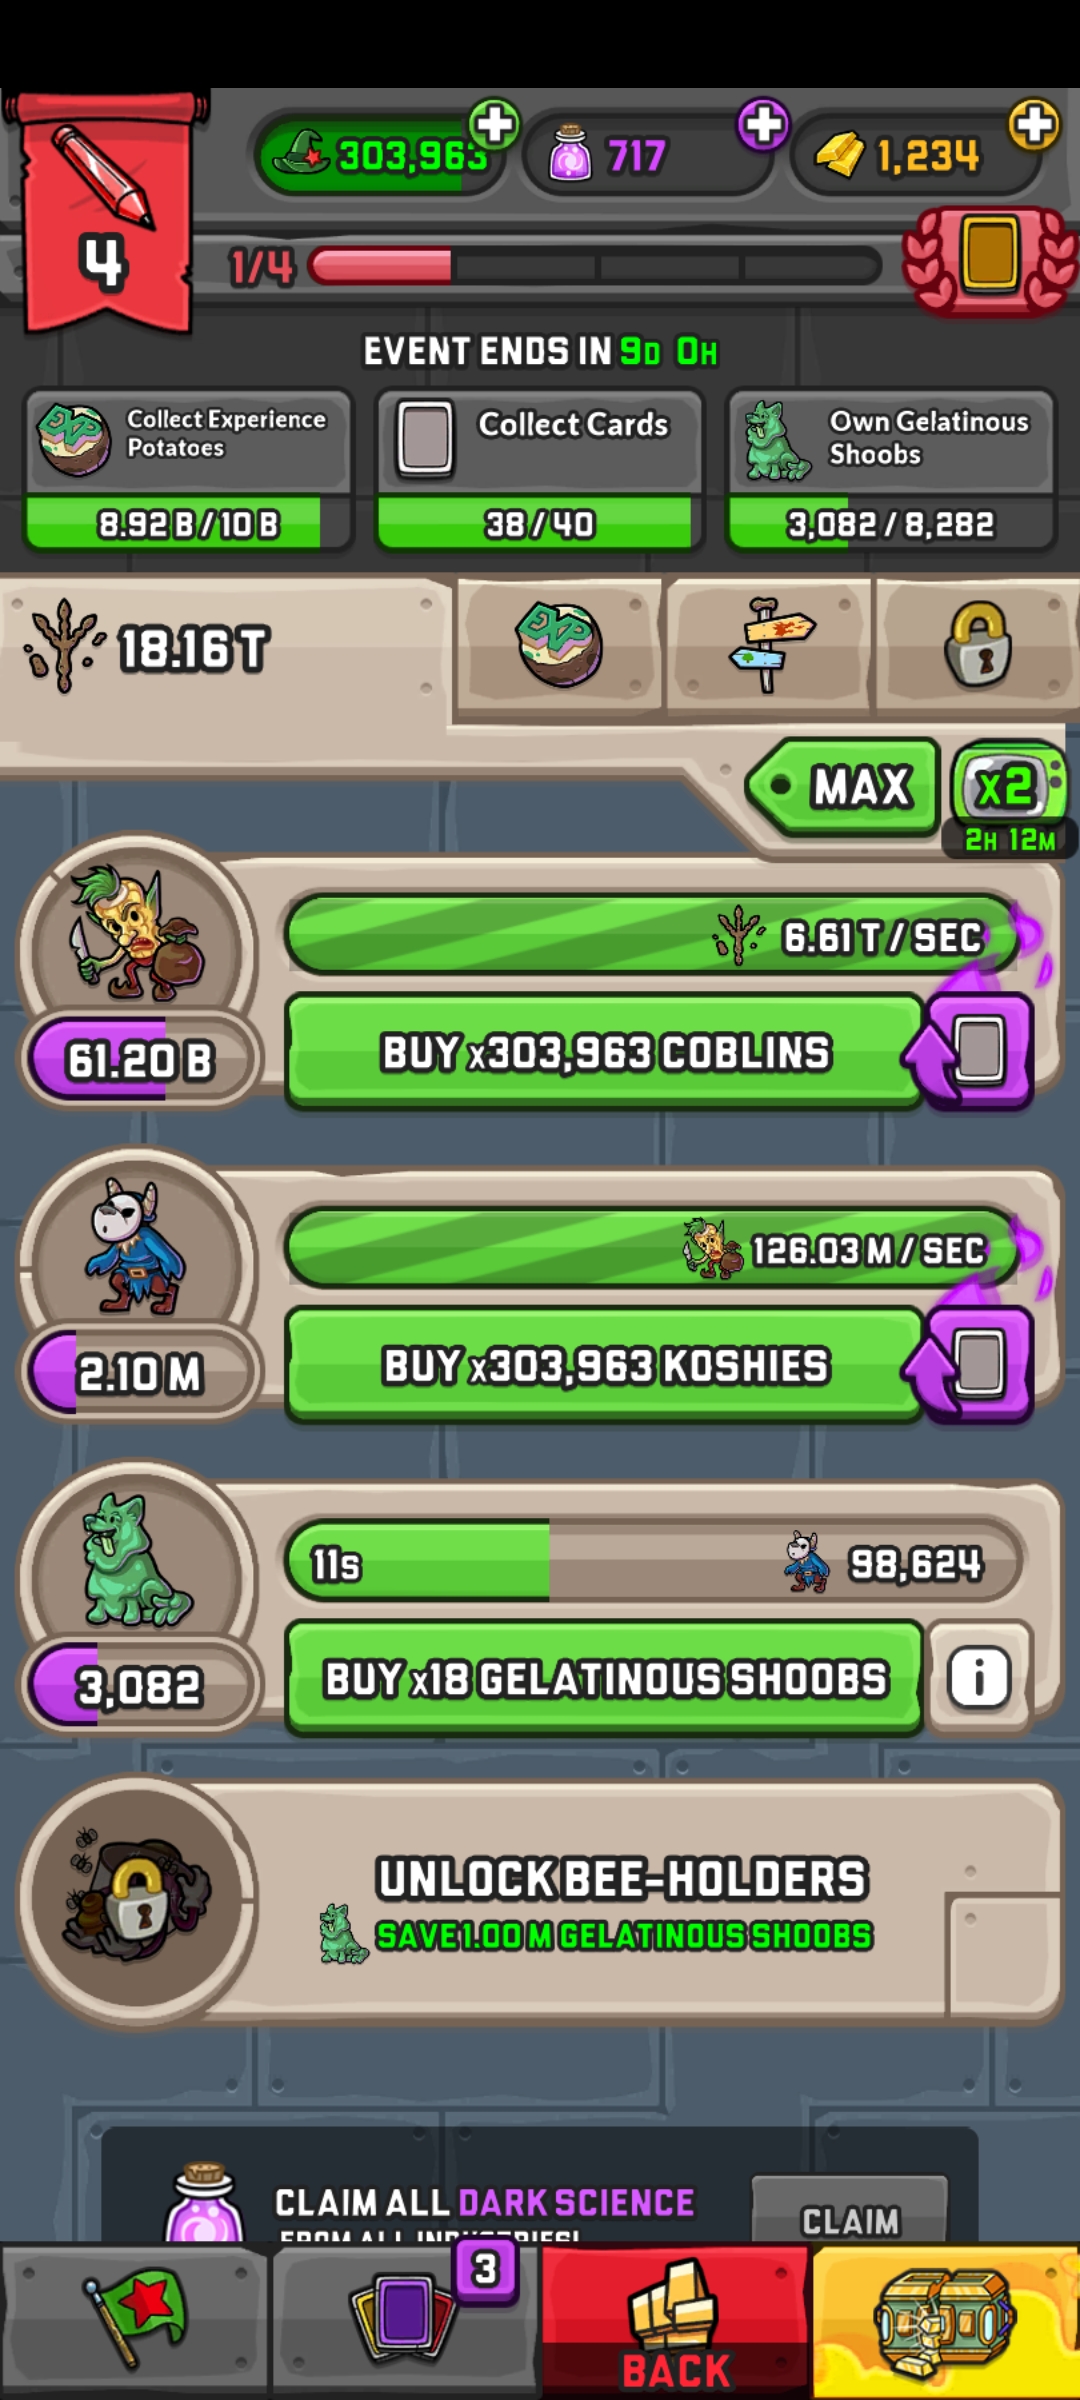 303,963
717
1,234
4
1/4
EVENT ENDS IN 9D 0H
Collect Experience
Potatoes
8.92 B / 10 B
Collect Cards
38 / 40
Own Gelatinous
Shoobs
3,082 / 8,282
18.16 T
EXP
MAX
x2
2H 12M
6.61 T / SEC
61.20 B
BUY x303,963 COBLINS
126.03 M / SEC
2.10 M
BUY x303,963 KOSHIES
11s
98,624
3,082
BUY x18 GELATINOUS SHOOBS
i
UNLOCK BEE-HOLDERS
SAVE 1.00 M GELATINOUS SHOOBS
CLAIM ALL DARK SCIENCE
FROM ALL INDUSTRIES!
CLAIM
3
BACK